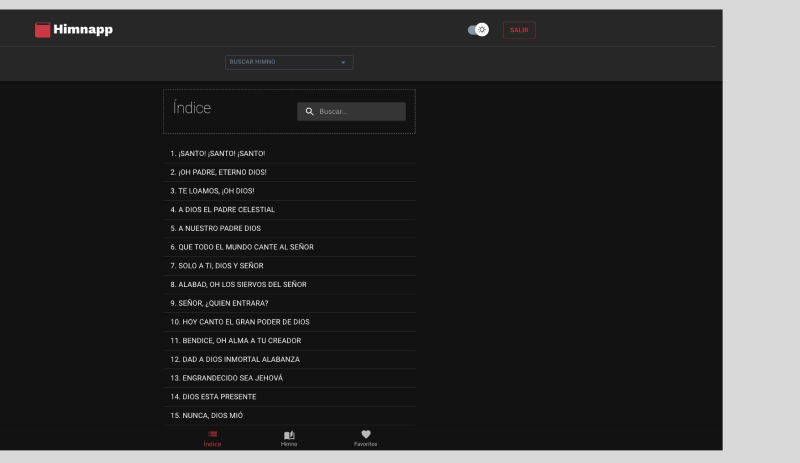 Himnapp
SALIR
BUSCAR HIMNO
Índice
Buscar...
1. ¡SANTO! ¡SANTO! ¡SANTO!
2. ¡OH PADRE, ETERNO DIOS!
3. TE LOAMOS, ¡OH DIOS!
4. A DIOS EL PADRE CELESTIAL
5. A NUESTRO PADRE DIOS
6. QUE TODO EL MUNDO CANTE AL SEÑOR
7. SOLO A TI, DIOS Y SEÑOR
8. ALABAD, OH LOS SIERVOS DEL SEÑOR
9. SEÑOR, ¿QUIEN ENTRARA?
10. HOY CANTO EL GRAN PODER DE DIOS
11. BENDICE, OH ALMA A TU CREADOR
12. DAD A DIOS INMORTAL ALABANZA
13. ENGRANDECIDO SEA JEHOVÁ
14. DIOS ESTA PRESENTE
15. NUNCA, DIOS MIÓ
Índice
Himno
Favoritos